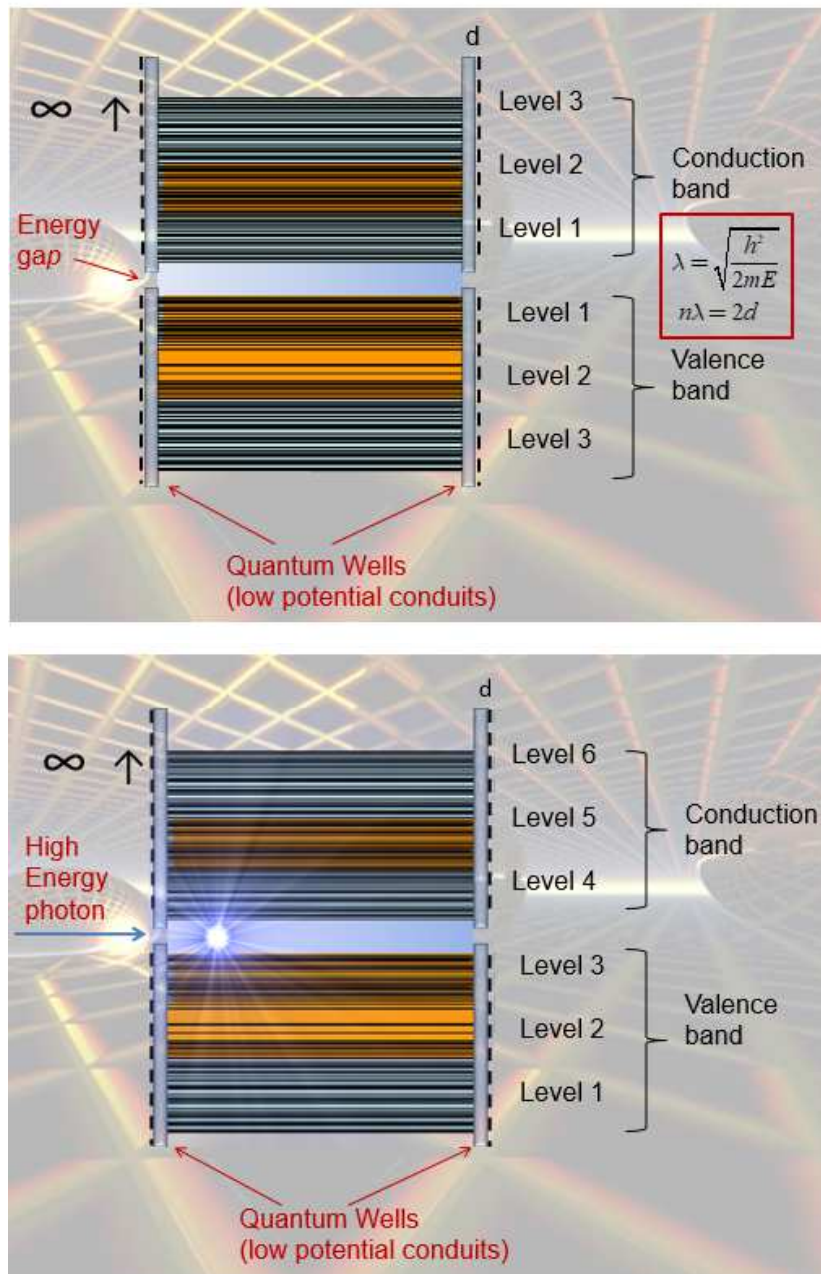 d
∞ ↑
Level 3
Level 2
Level 1
Conduction
band
Energy
gap
λ = √(h²/2mE)
nλ = 2d
Level 1
Level 2
Level 3
Valence
band
Quantum Wells
(low potential conduits)
d
∞ ↑
Level 6
Level 5
Level 4
Conduction
band
High
Energy
photon
Level 3
Level 2
Level 1
Valence
band
Quantum Wells
(low potential conduits)